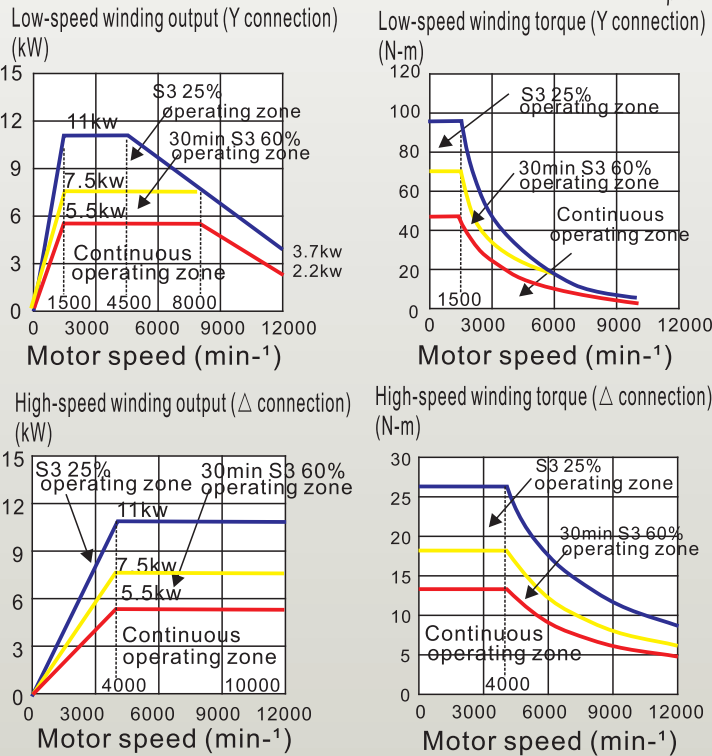 Low-speed winding output (Y connection)
(kW)
15
12
9
6
3
0
S3 25%
operating zone
11kw
30min S3 60%
operating zone
7.5kw
5.5kw
Continuous
operating zone
3.7kw
2.2kw
1500 4500 8000
0 3000 6000 9000 12000
Motor speed (min-¹)
Low-speed winding torque (Y connection)
(N-m)
120
100
80
60
40
20
0
S3 25%
operating zone
30min S3 60%
operating zone
Continuous
operating zone
1500
0 3000 6000 9000 12000
Motor speed (min-¹)
High-speed winding output (△ connection)
(kW)
15
12
9
6
3
0
S3 25%
operating zone
30min S3 60%
operating zone
11kw
7.5kw
5.5kw
Continuous
operating zone
4000 10000
0 3000 6000 9000 12000
Motor speed (min-¹)
High-speed winding torque (△ connection)
(N-m)
30
25
20
15
10
5
0
S3 25%
operating zone
30min S3 60%
operating zone
Continuous
operating zone
4000
0 3000 6000 9000 12000
Motor speed (min-¹)